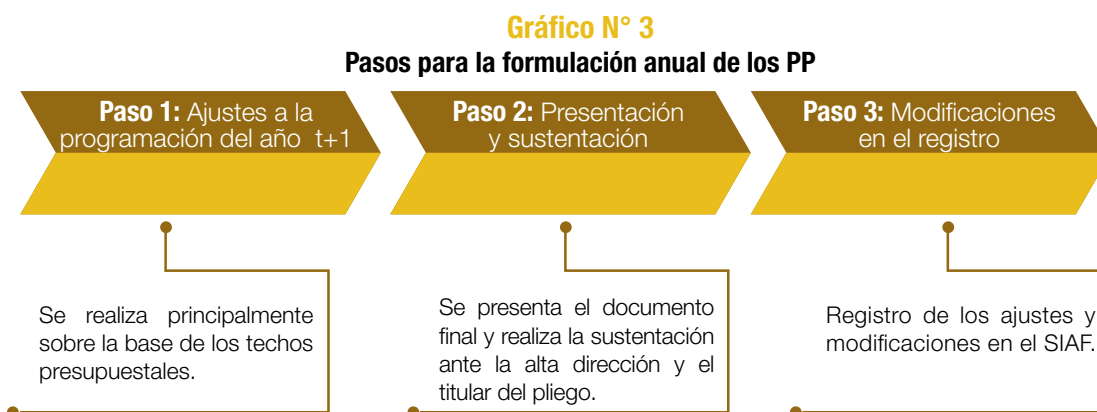 Gráfico N° 3
Pasos para la formulación anual de los PP
Paso 1: Ajustes a la
programación del año t+1
Paso 2: Presentación
y sustentación
Paso 3: Modificaciones
en el registro
Se realiza principalmente
sobre la base de los techos
presupuestales.
Se presenta el documento
final y realiza la sustentación
ante la alta dirección y el
titular del pliego.
Registro de los ajustes y
modificaciones en el SIAF.